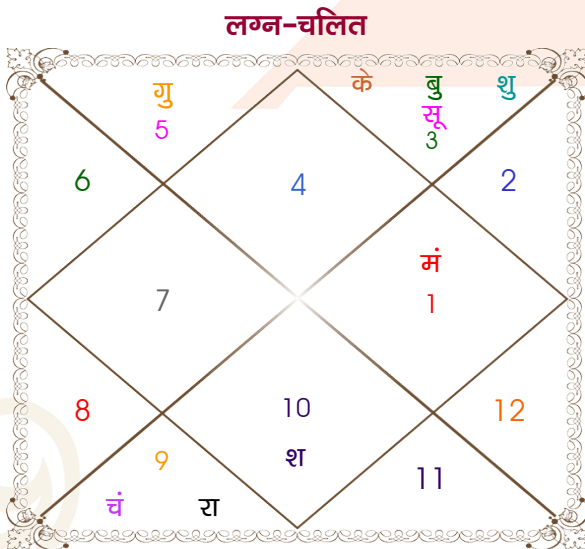 लग्न-चलित
गु के बु शु
5 सू
3
6 4 2
मं
7 1
8 10 12
9 श 11
चं रा